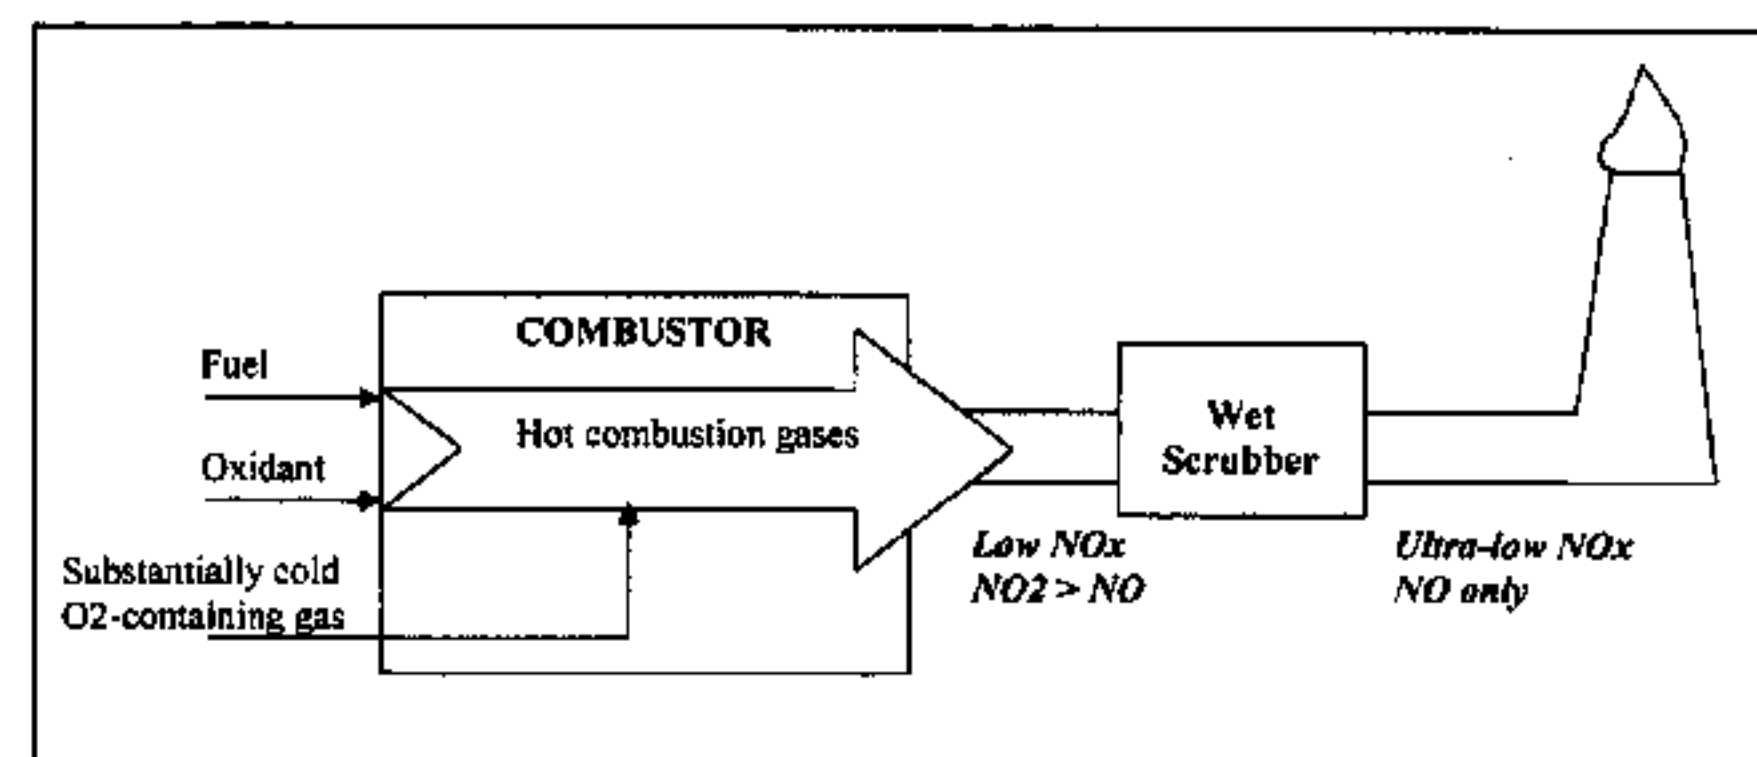 COMBUSTOR
Fuel
Hot combustion gases
Oxidant
Substantially cold
O2-containing gas
Wet
Scrubber
Low NOx
NO2 > NO
Ultra-low NOx
NO only